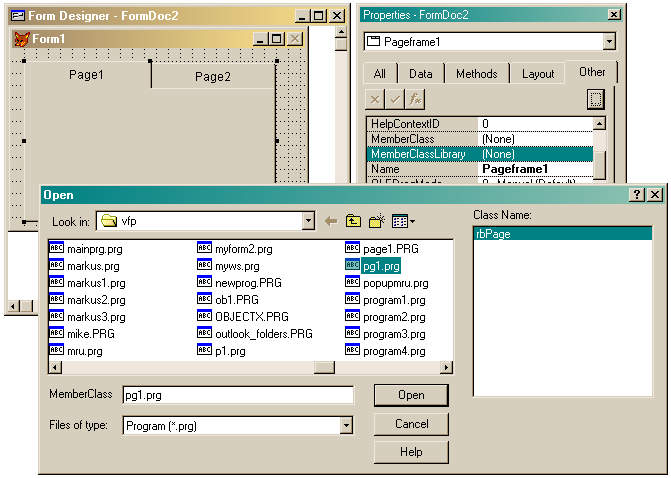 Form Designer - FormDoc2
Form1
Page1
Page2
Properties - FormDoc2
Pageframe1
All
Data
Methods
Layout
Other
HelpContextID 0
MemberClass (None)
MemberClassLibrary (None)
Name Pageframe1
OLEDropMode 0 - Manual (Default)
Open
Look in:
vfp
mainprg.prg
markus.prg
markus1.prg
markus2.prg
markus3.prg
mike.PRG
mru.prg
myform2.prg
myws.prg
newprog.prg
ob1.PRG
OBJECTX.PRG
outlook_folders.PRG
p1.prg
page1.PRG
pg1.prg
popupmru.prg
program1.prg
program2.prg
program3.prg
program4.prg
MemberClass
pg1.prg
Files of type:
Program (*.prg)
Open
Cancel
Help
Class Name:
rbPage